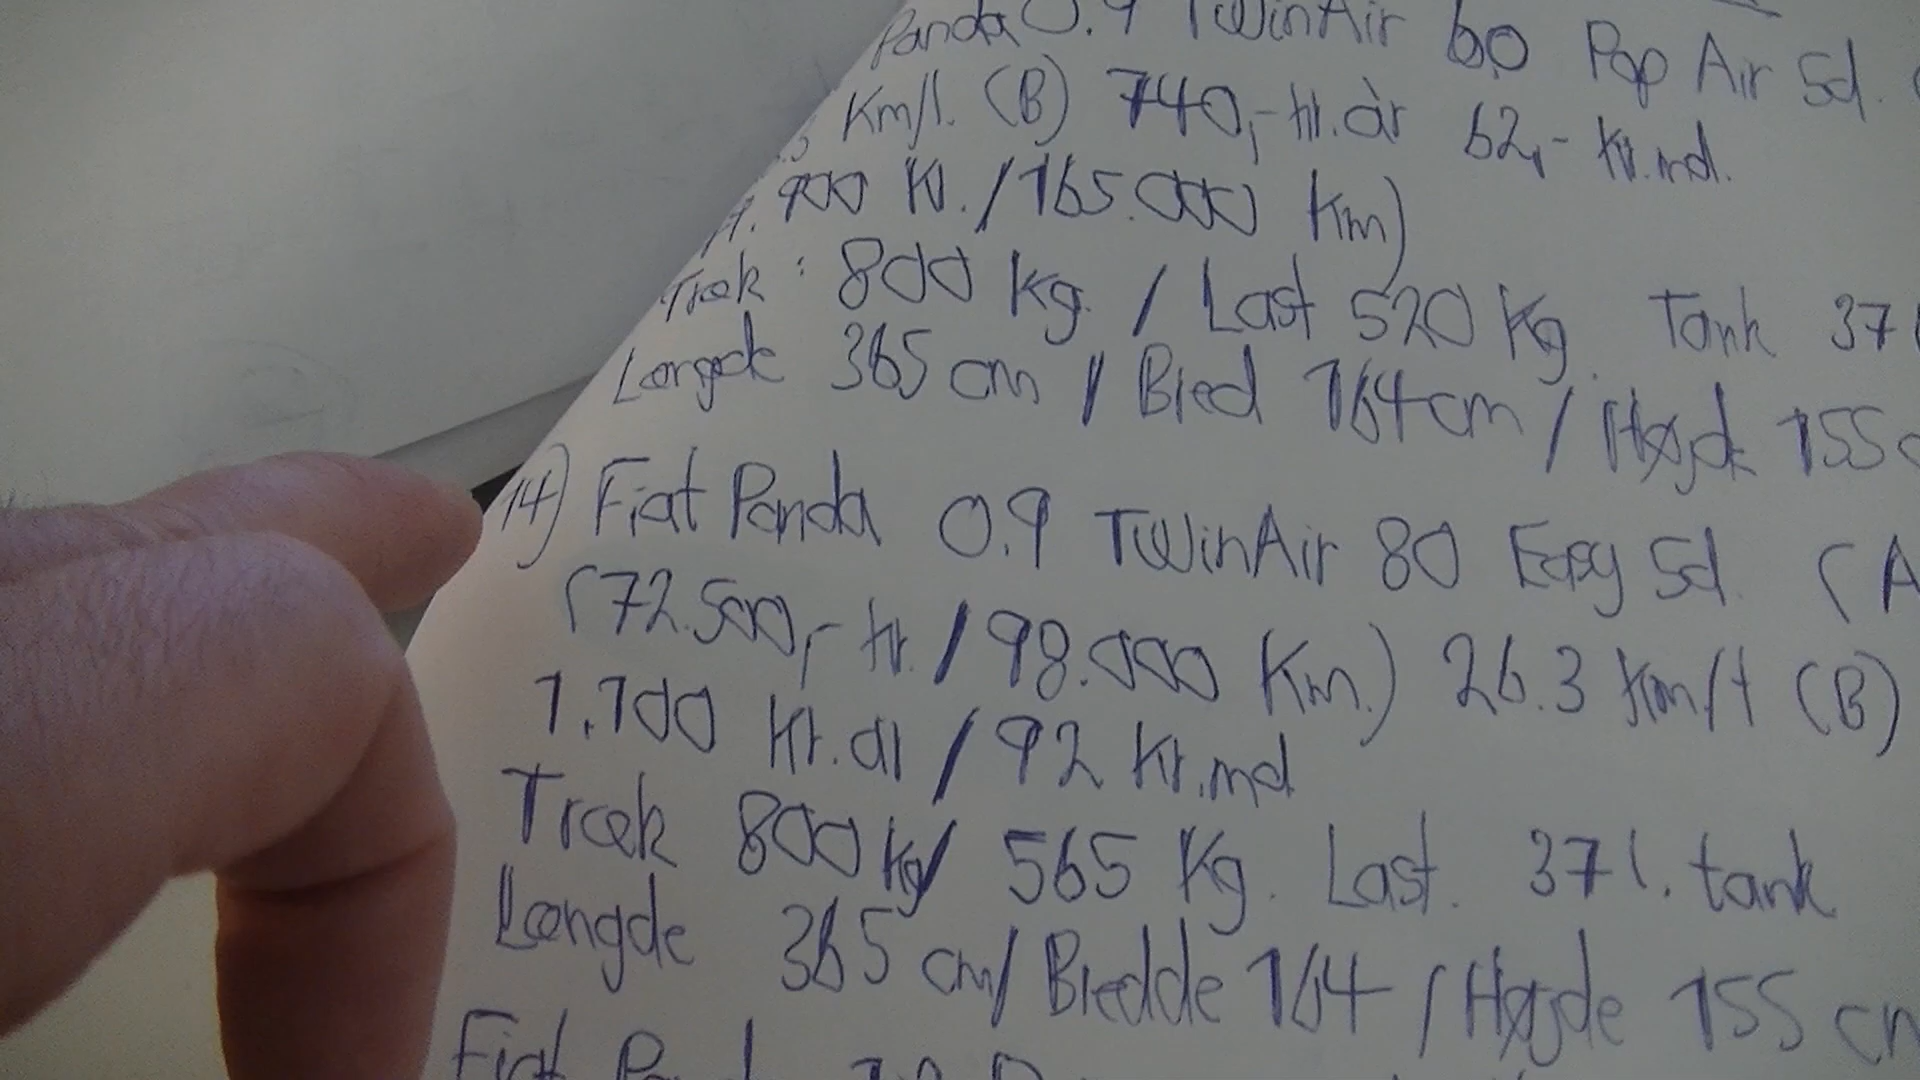 Panda 0.9 TwinAir 60 Pop Air 5d.
Km/l. (B) 740,- kr.år 62,- Kr.md.
.900 Kr. / 165.000 Km)
Træk : 800 kg. / Last 520 Kg. Tank 37
Længde 365 cm / Bred 164 cm / Højde 155
14) Fiat Panda 0.9 TwinAir 80 Easy 5d. (A
(72.500,- kr. / 98.000 Km.) 26.3 Km/l (B)
1.100 Kr.år / 92 Kr.md
Træk 800 kg / 565 Kg. Last. 37 l. tank
Længde 365 cm / Bredde 164 / Højde 155 cm
Fiat